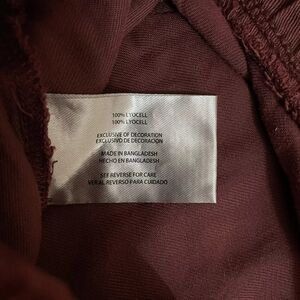 100% LYOCELL
100% LYOCELL
EXCLUSIVE OF DECORATION
EXCLUSIVO DE DECORACION
MADE IN BANGLADESH
HECHO EN BANGLADESH
SEE REVERSE FOR CARE
VER AL REVERSO PARA CUIDADO